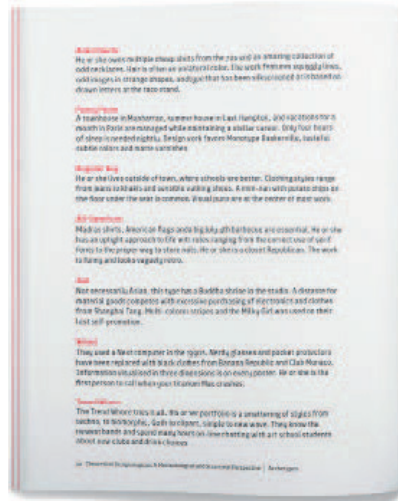 He or she owns multiple cheap shirts from the 70s and an amazing collection of
odd necklaces. Hair is often an unnatural color. The work features squiggly lines,
odd images in strange shapes, and type that has been silkscreened or is based on
drawn letters at the taco stand.
A townhouse in Manhattan, summer house in East Hampton, and vacations for a
month in Paris are managed while maintaining a stellar career. Only four hours
of sleep is needed nightly. Design work favors Monotype Baskerville, tasteful
subtle colors and matte varnishes
Regular Guy
He or she lives outside of town, where schools are better. Clothing styles range
from jeans to khakis and sensible walking shoes. A mini-van with potato chips on
the floor under the seat is common. Visual puns are at the center of most work.
All-American
Madras shirts, American flags and a big July 4th barbecue are essential. He or she
has an upright approach to life with rules ranging from the correct use of serif
fonts to the proper way to store nuts. He or she is a closet Republican. The work
is funny and looks vaguely retro.
Not necessarily Asian, this type has a Buddha shrine in the studio. A distaste for
material goods competes with excessive purchasing of electronics and clothes
from Shanghai Tang. Multi-colored stripes and the Milky Girl was used on their
last self-promotion.
They used a Next computer in the 1990s. Nerdy glasses and pocket protectors
have been replaced with black clothes from Banana Republic and Club Monaco.
Information visualized in three dimensions is on every poster. He or she is the
first person to call when your titanium Mac crashes.
The Trend Whore tries it all. His or her portfolio is a smattering of styles from
techno, to biomorphic, Goth to clipart, simple to new wave. They know the
newest bands and spend many hours on-line chatting with art school students
about new clubs and drink choices